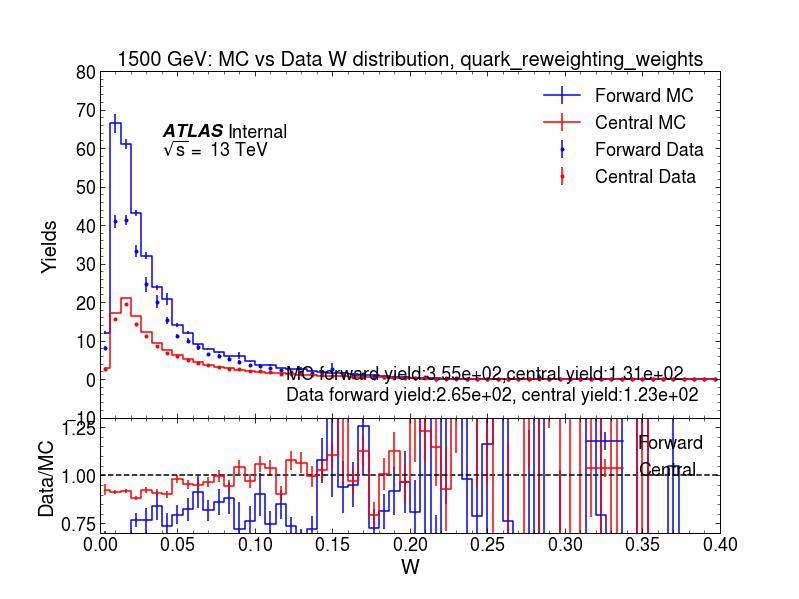 1500 GeV: MC vs Data W distribution, quark_reweighting_weights
80
70
60
50
40
30
20
10
0
10
Yields
ATLAS Internal
√s = 13 TeV
Forward MC
Central MC
Forward Data
Central Data
MC forward yield:3.55e+02,central yield:1.31e+02
Data forward yield:2.65e+02, central yield:1.23e+02
1.25
1.00
0.75
Data/MC
Forward
Central
0.00 0.05 0.10 0.15 0.20 0.25 0.30 0.35 0.40
W